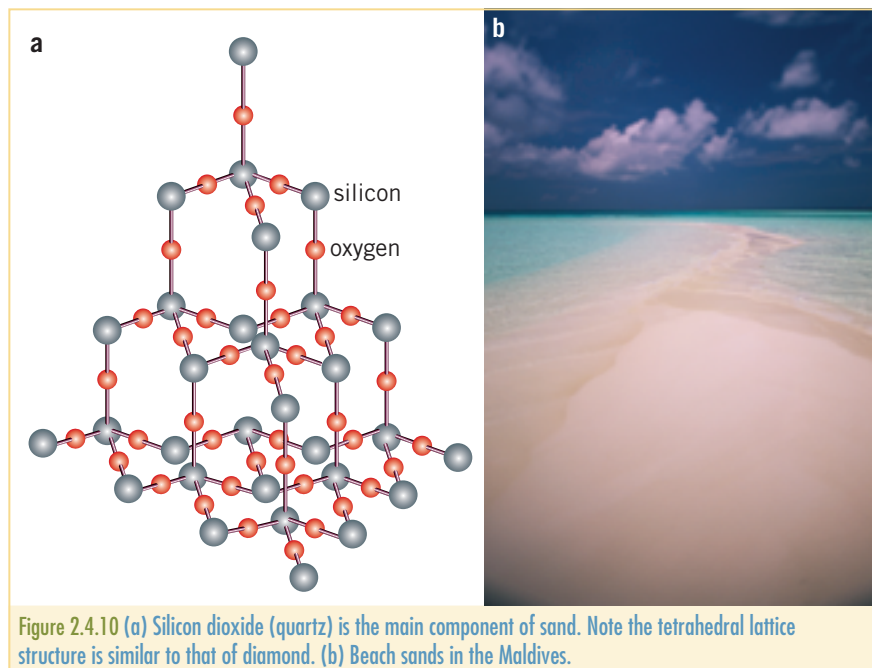 a
b
silicon
oxygen
Figure 2.4.10 (a) Silicon dioxide (quartz) is the main component of sand. Note the tetrahedral lattice
structure is similar to that of diamond. (b) Beach sands in the Maldives.